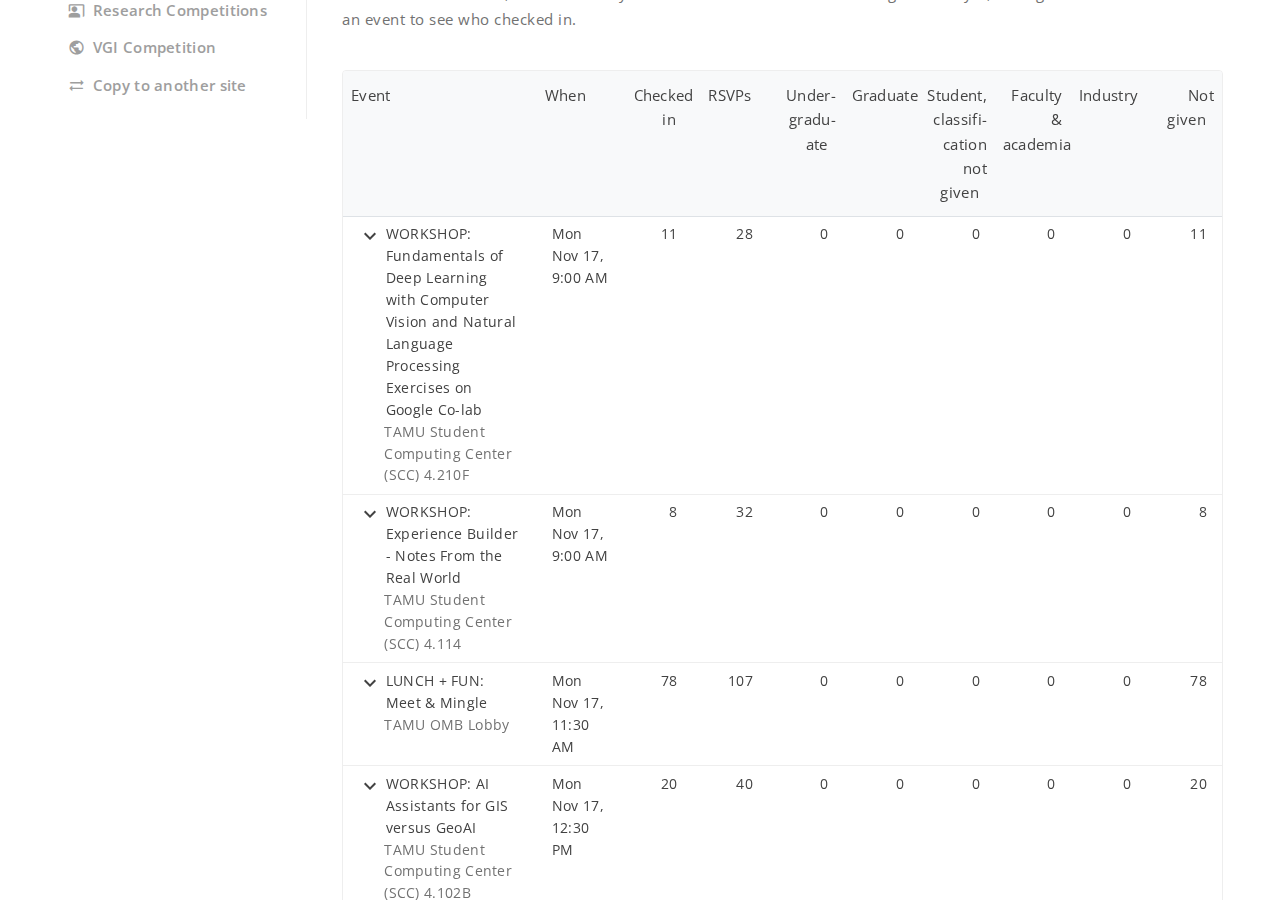 Research Competitions
VGI Competition
Copy to another site
an event to see who checked in.
Event
When
Checked
in
RSVPs
Under-
gradu-
ate
Graduate
Student,
classifi-
cation
not
given
Faculty
&
academia
Industry
Not
given
WORKSHOP:
Fundamentals of
Deep Learning
with Computer
Vision and Natural
Language
Processing
Exercises on
Google Co-lab
TAMU Student
Computing Center
(SCC) 4.210F
Mon
Nov 17,
9:00 AM
11
28
0
0
0
0
0
11
WORKSHOP:
Experience Builder
- Notes From the
Real World
TAMU Student
Computing Center
(SCC) 4.114
Mon
Nov 17,
9:00 AM
8
32
0
0
0
0
0
8
LUNCH + FUN:
Meet & Mingle
TAMU OMB Lobby
Mon
Nov 17,
11:30
AM
78
107
0
0
0
0
0
78
WORKSHOP: AI
Assistants for GIS
versus GeoAI
TAMU Student
Computing Center
(SCC) 4.102B
Mon
Nov 17,
12:30
PM
20
40
0
0
0
0
0
20